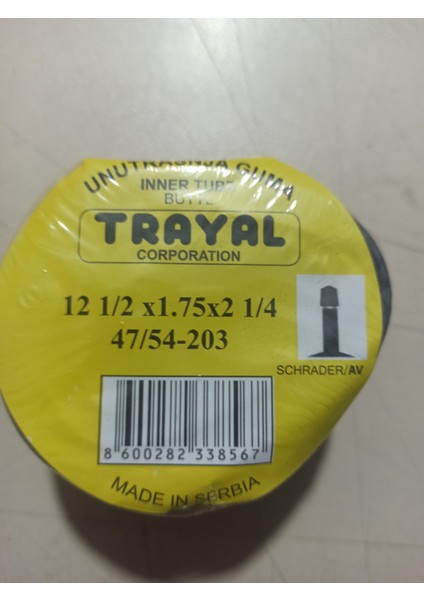 UNUTRAŠNJA GUMA
INNER TUBE
BUTYL
TRAYAL
CORPORATION
12 1/2 x1.75x2 1/4
47/54-203
SCHRADER/AV
8 600282 338567
MADE IN SERBIA